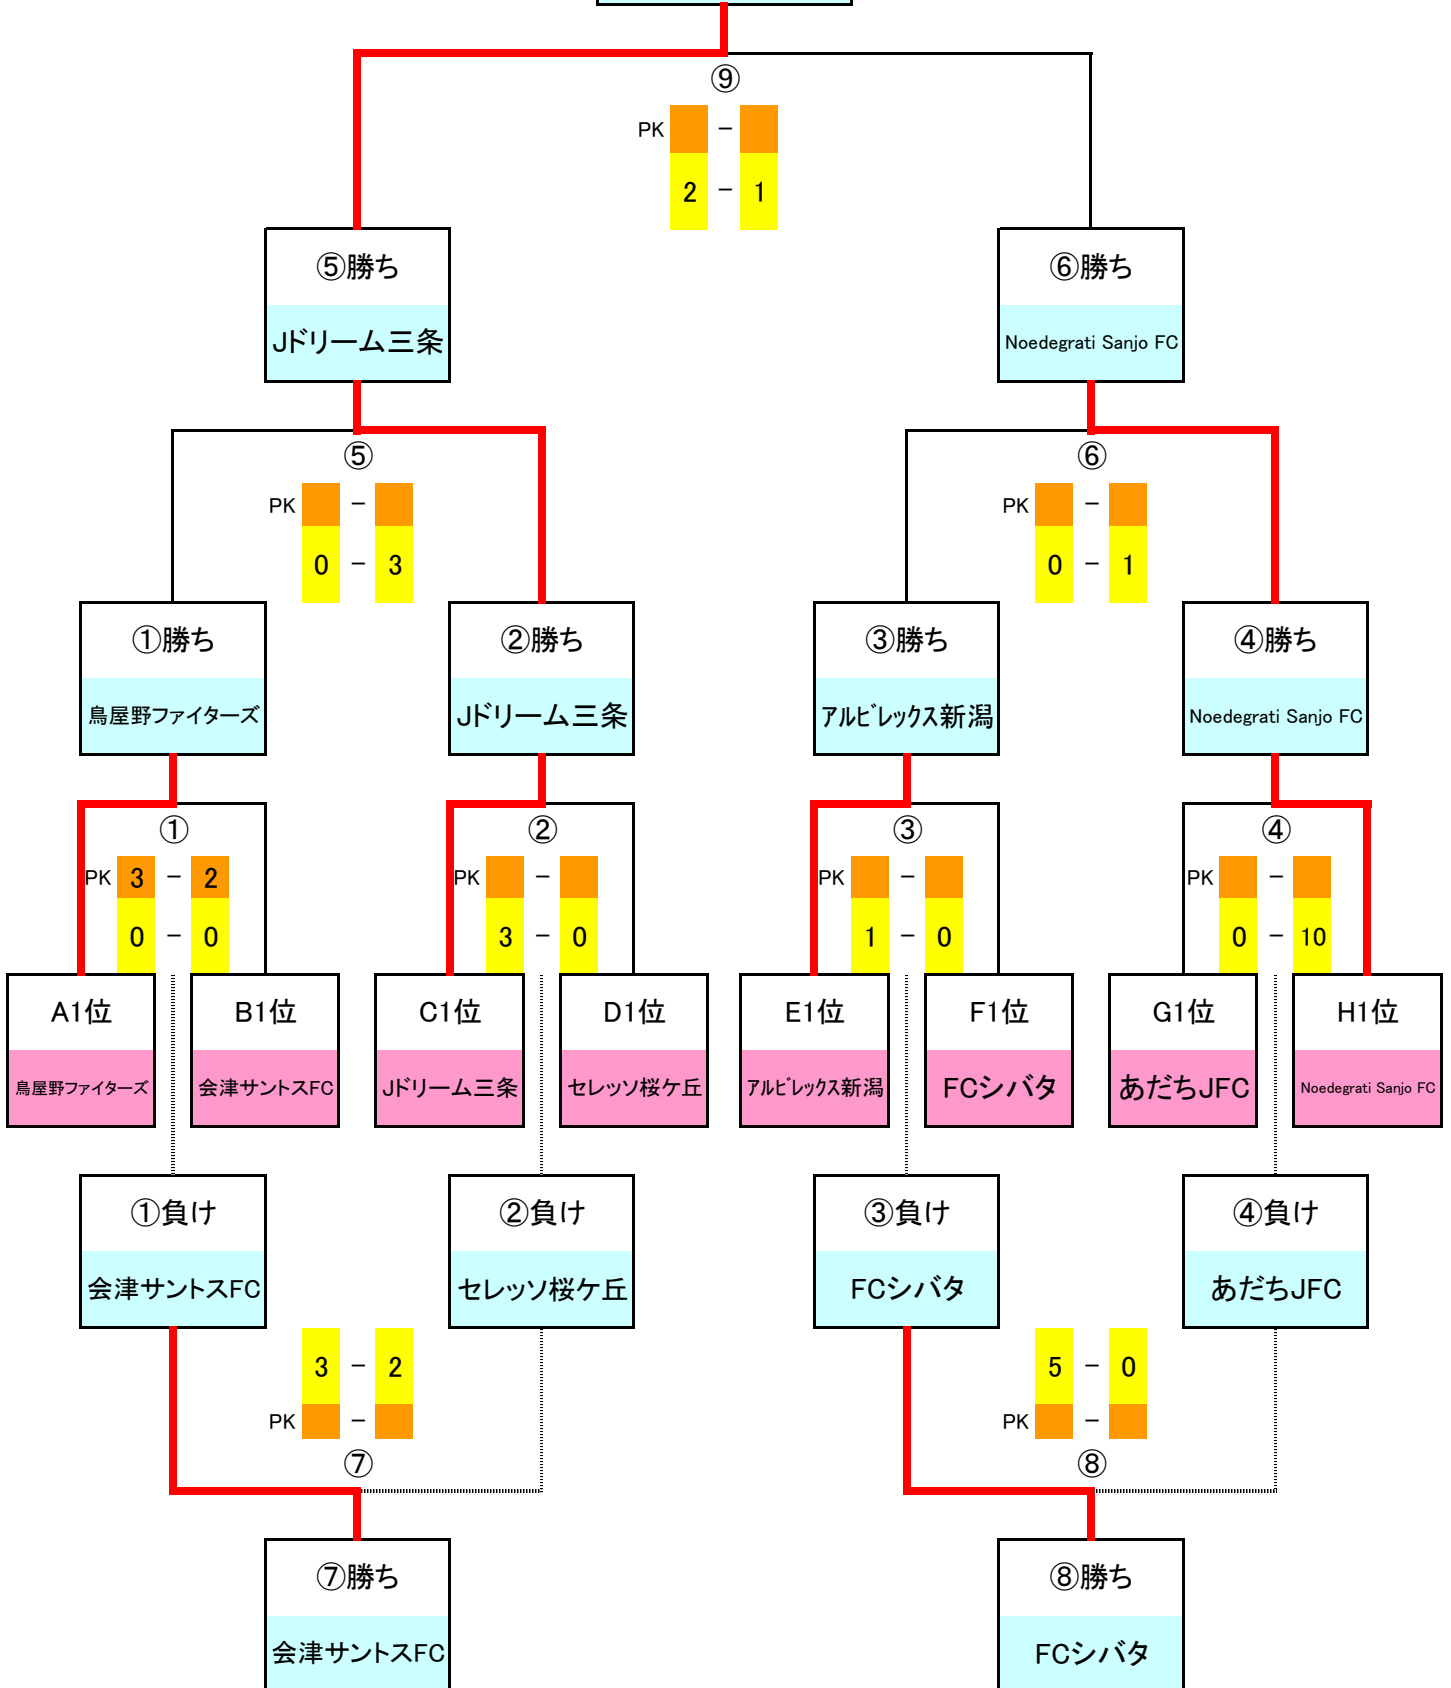 ⑨
PK -
2 - 1
⑤勝ち ⑥勝ち
Jドリーム三条 Noedegrati Sanjo FC
⑤ ⑥
PK - PK -
0 - 3 0 - 1
①勝ち ②勝ち ③勝ち ④勝ち
鳥屋野ファイターズ Jドリーム三条 アルビレックス新潟 Noedegrati Sanjo FC
① ② ③ ④
PK 3 - 2 PK - PK - PK -
0 - 0 3 - 0 1 - 0 0 - 10
A1位 B1位 C1位 D1位 E1位 F1位 G1位 H1位
鳥屋野ファイターズ 会津サントスFC Jドリーム三条 セレッソ桜ケ丘 アルビレックス新潟 FCシバタ あだちJFC Noedegrati Sanjo FC
①負け ②負け ③負け ④負け
会津サントスFC セレッソ桜ケ丘 FCシバタ あだちJFC
3 - 2 5 - 0
PK - PK -
⑦ ⑧
⑦勝ち ⑧勝ち
会津サントスFC FCシバタ